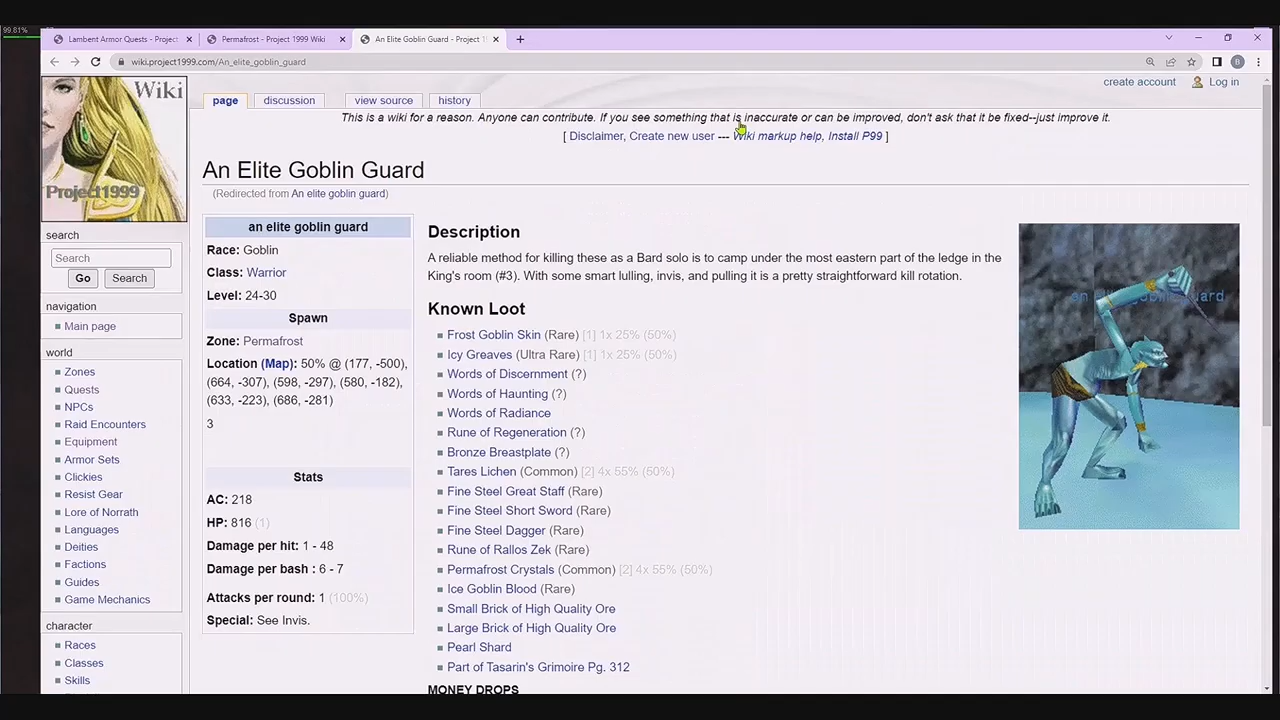 99.81%
Lambent Armor Quests - Project
Permafrost - Project 1999 Wiki
An Elite Goblin Guard - Project 1
wiki.project1999.com/An_elite_goblin_guard
B
create account
Log in
Wiki
Project1999
page
discussion
view source
history
This is a wiki for a reason. Anyone can contribute. If you see something that is inaccurate or can be improved, don't ask that it be fixed--just improve it.
[ Disclaimer, Create new user --- Wiki markup help, Install P99 ]
An Elite Goblin Guard
(Redirected from An elite goblin guard)
search
Search
Go
Search
navigation
Main page
world
Zones
Quests
NPCs
Raid Encounters
Equipment
Armor Sets
Clickies
Resist Gear
Lore of Norrath
Languages
Deities
Factions
Guides
Game Mechanics
character
Races
Classes
Skills
an elite goblin guard
Race: Goblin
Class: Warrior
Level: 24-30
Spawn
Zone: Permafrost
Location (Map): 50% @ (177, -500),
(664, -307), (598, -297), (580, -182),
(633, -223), (686, -281)
3
Stats
AC: 218
HP: 816 (1)
Damage per hit: 1 - 48
Damage per bash : 6 - 7
Attacks per round: 1 (100%)
Special: See Invis.
Description
A reliable method for killing these as a Bard solo is to camp under the most eastern part of the ledge in the
King's room (#3). With some smart lulling, invis, and pulling it is a pretty straightforward kill rotation.
Known Loot
Frost Goblin Skin (Rare) [1] 1x 25% (50%)
Icy Greaves (Ultra Rare) [1] 1x 25% (50%)
Words of Discernment (?)
Words of Haunting (?)
Words of Radiance
Rune of Regeneration (?)
Bronze Breastplate (?)
Tares Lichen (Common) [2] 4x 55% (50%)
Fine Steel Great Staff (Rare)
Fine Steel Short Sword (Rare)
Fine Steel Dagger (Rare)
Rune of Rallos Zek (Rare)
Permafrost Crystals (Common) [2] 4x 55% (50%)
Ice Goblin Blood (Rare)
Small Brick of High Quality Ore
Large Brick of High Quality Ore
Pearl Shard
Part of Tasarin's Grimoire Pg. 312
MONEY DROPS
an elite goblin guard